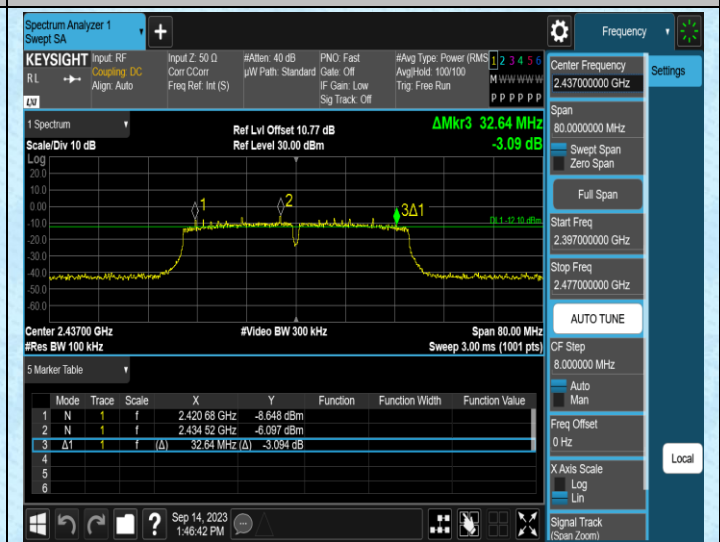 Spectrum Analyzer 1
Swept SA
Frequency
KEYSIGHT Input: RF Input Z: 50 Ω #Atten: 40 dB PNO: Fast #Avg Type: Power (RMS 1 2 3 4 5 6
RL Coupling: DC Corr CCorr µW Path: Standard Gate: Off Avg|Hold: 100/100 M W W W W W
Align: Auto Freq Ref: Int (S) IF Gain: Low Trig: Free Run
Sig Track: Off P P P P P P
LXI
Center Frequency
2.437000000 GHz
Settings
Span
80.0000000 MHz
Swept Span
Zero Span
Full Span
Start Freq
2.397000000 GHz
Stop Freq
2.477000000 GHz
AUTO TUNE
CF Step
8.000000 MHz
Auto
Man
Freq Offset
0 Hz
X Axis Scale
Log
Lin
Signal Track
(Span Zoom)
Local
1 Spectrum
Ref Lvl Offset 10.77 dB ΔMkr3 32.64 MHz
Scale/Div 10 dB Ref Level 30.00 dBm -3.09 dB
Log
20.0
10.0
0.00
-10.0
-20.0
-30.0
-40.0
-50.0
-60.0
1
2
3Δ1
DL1 -12.10 dBm
Center 2.43700 GHz #Video BW 300 kHz Span 80.00 MHz
#Res BW 100 kHz Sweep 3.00 ms (1001 pts)
5 Marker Table
Mode Trace Scale X Y Function Function Width Function Value
1 N 1 f 2.420 68 GHz -8.648 dBm
2 N 1 f 2.434 52 GHz -6.097 dBm
3 Δ1 1 f (Δ) 32.64 MHz (Δ) -3.094 dB
4
5
6
? Sep 14, 2023
1:46:42 PM